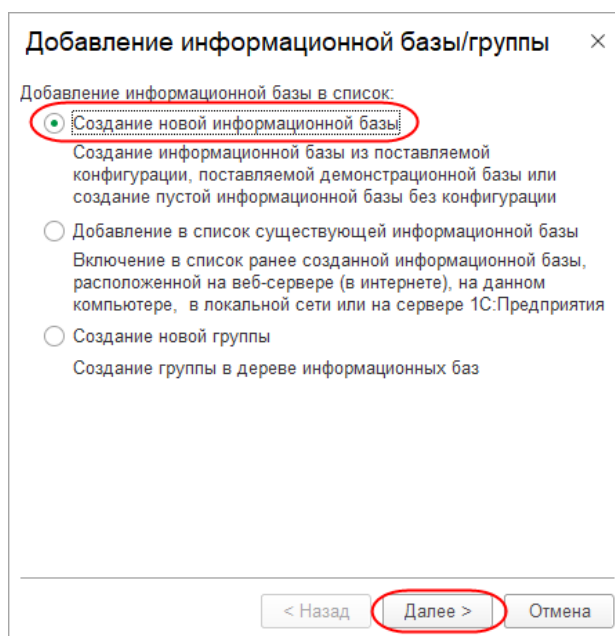 Добавление информационной базы/группы
Добавление информационной базы в список:
Создание новой информационной базы
Создание информационной базы из поставляемой
конфигурации, поставляемой демонстрационной базы или
создание пустой информационной базы без конфигурации
Добавление в список существующей информационной базы
Включение в список ранее созданной информационной базы,
расположенной на веб-сервере (в интернете), на данном
компьютере,  в локальной сети или на сервере 1С:Предприятия
Создание новой группы
Создание группы в дереве информационных баз
< Назад Далее > Отмена